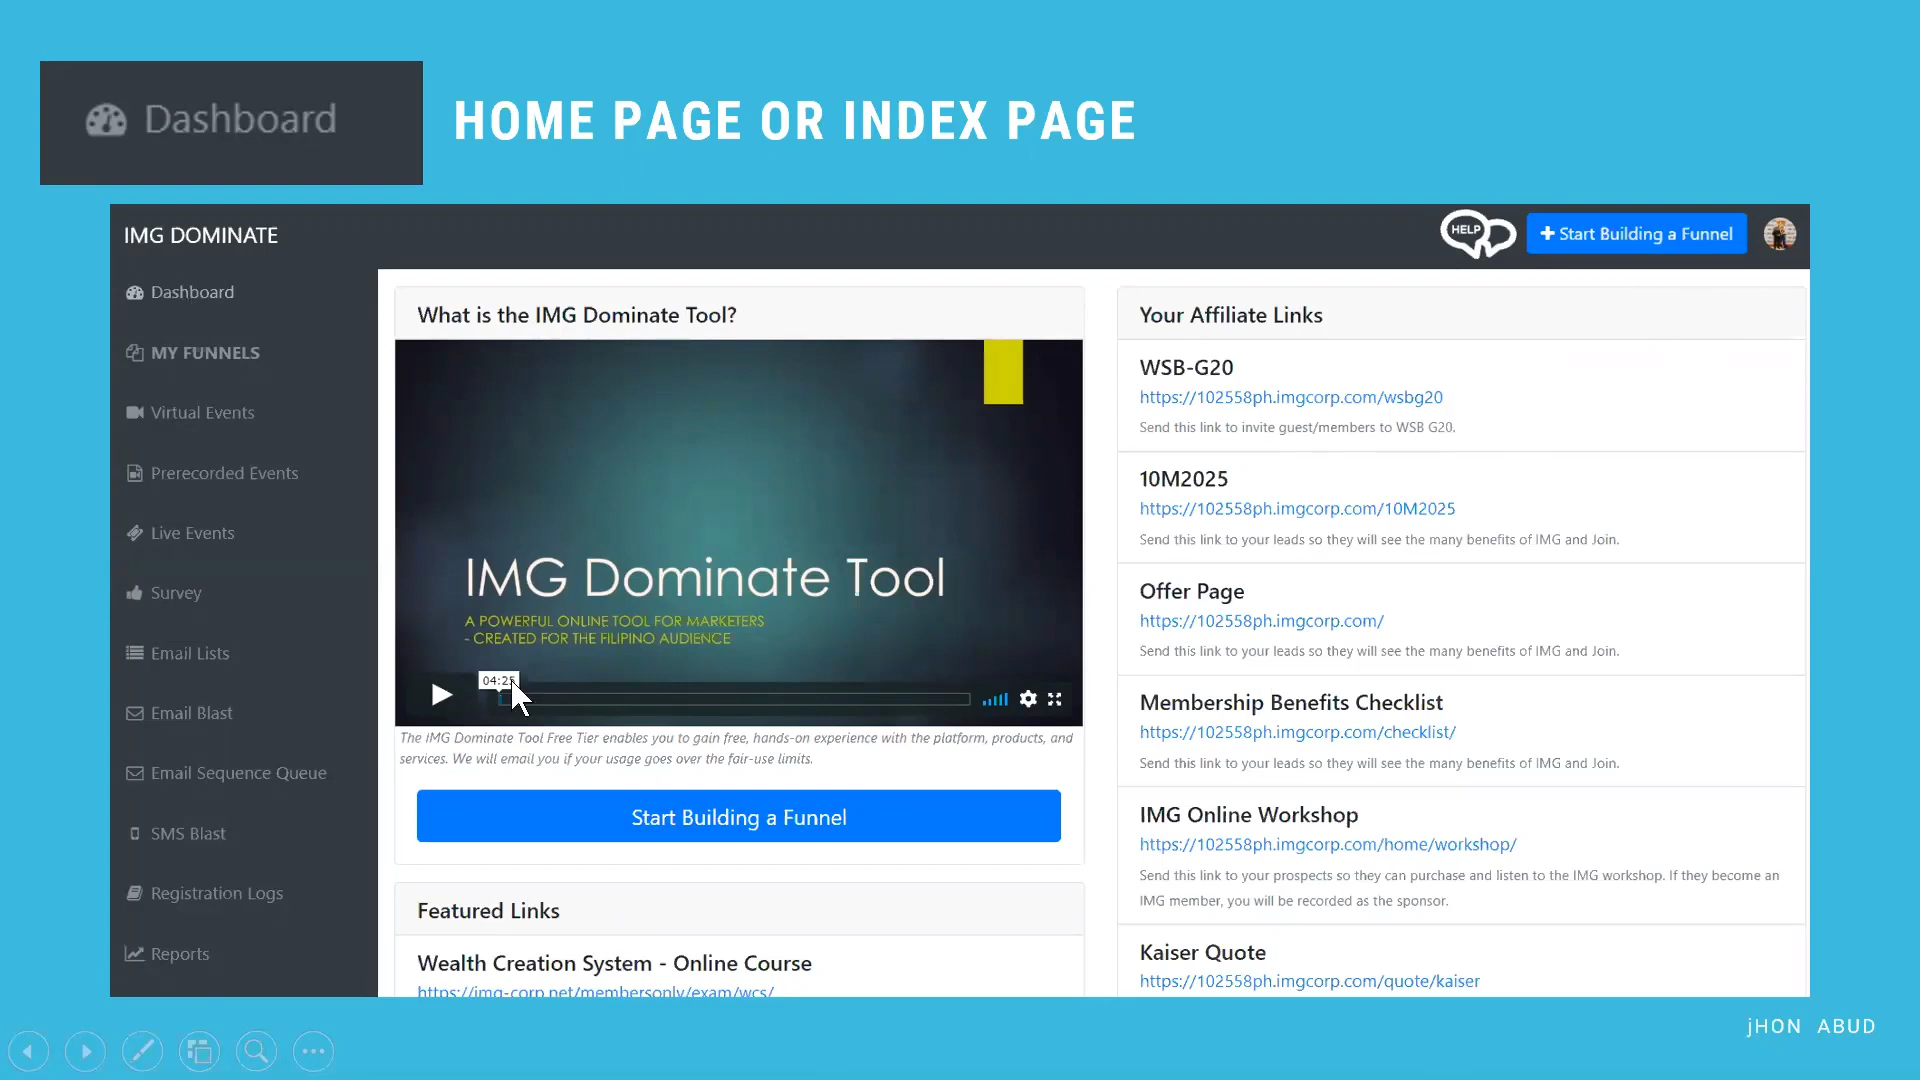 Dashboard
HOME PAGE OR INDEX PAGE
IMG DOMINATE
HELP
Start Building a Funnel
Dashboard
MY FUNNELS
Virtual Events
Prerecorded Events
Live Events
Survey
Email Lists
Email Blast
Email Sequence Queue
SMS Blast
Registration Logs
Reports
What is the IMG Dominate Tool?
IMG Dominate Tool
A POWERFUL ONLINE TOOL FOR MARKETERS
- CREATED FOR THE FILIPINO AUDIENCE
04:25
The IMG Dominate Tool Free Tier enables you to gain free, hands-on experience with the platform, products, and
services. We will email you if your usage goes over the fair-use limits.
Start Building a Funnel
Featured Links
Wealth Creation System - Online Course
https://img-corp.net/membersonly/exam/wcs/
Your Affiliate Links
WSB-G20
https://102558ph.imgcorp.com/wsbg20
Send this link to invite guest/members to WSB G20.
10M2025
https://102558ph.imgcorp.com/10M2025
Send this link to your leads so they will see the many benefits of IMG and Join.
Offer Page
https://102558ph.imgcorp.com/
Send this link to your leads so they will see the many benefits of IMG and Join.
Membership Benefits Checklist
https://102558ph.imgcorp.com/checklist/
Send this link to your leads so they will see the many benefits of IMG and Join.
IMG Online Workshop
https://102558ph.imgcorp.com/home/workshop/
Send this link to your prospects so they can purchase and listen to the IMG workshop. If they become an
IMG member, you will be recorded as the sponsor.
Kaiser Quote
https://102558ph.imgcorp.com/quote/kaiser
jHON ABUD